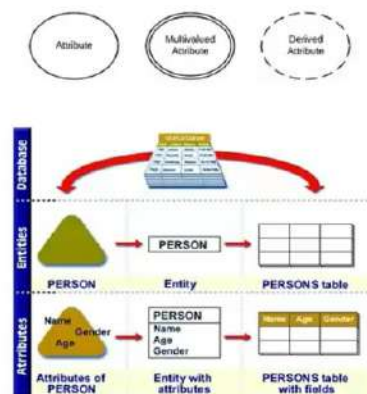 Attribute
Multivalued
Attribute
Derived
Attribute
Database
Entities
PERSON
PERSON
Entity
PERSONS table
Attributes
Name
Gender
Age
Attributes of
PERSON
PERSON
Name
Age
Gender
Entity with
attributes
Name Age Gender
PERSONS table
with fields